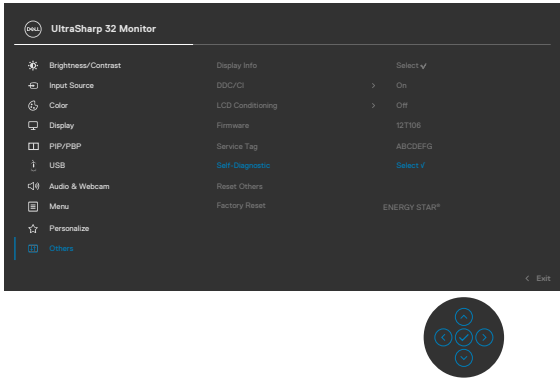 DELL UltraSharp 32 Monitor
Brightness/Contrast Display Info Select ✓
Input Source DDC/CI > On
Color LCD Conditioning > Off
Display Firmware 12T106
PIP/PBP Service Tag ABCDEFG
USB Self-Diagnostic Select √
Audio & Webcam Reset Others
Menu Factory Reset ENERGY STAR®
Personalize
Others
< Exit